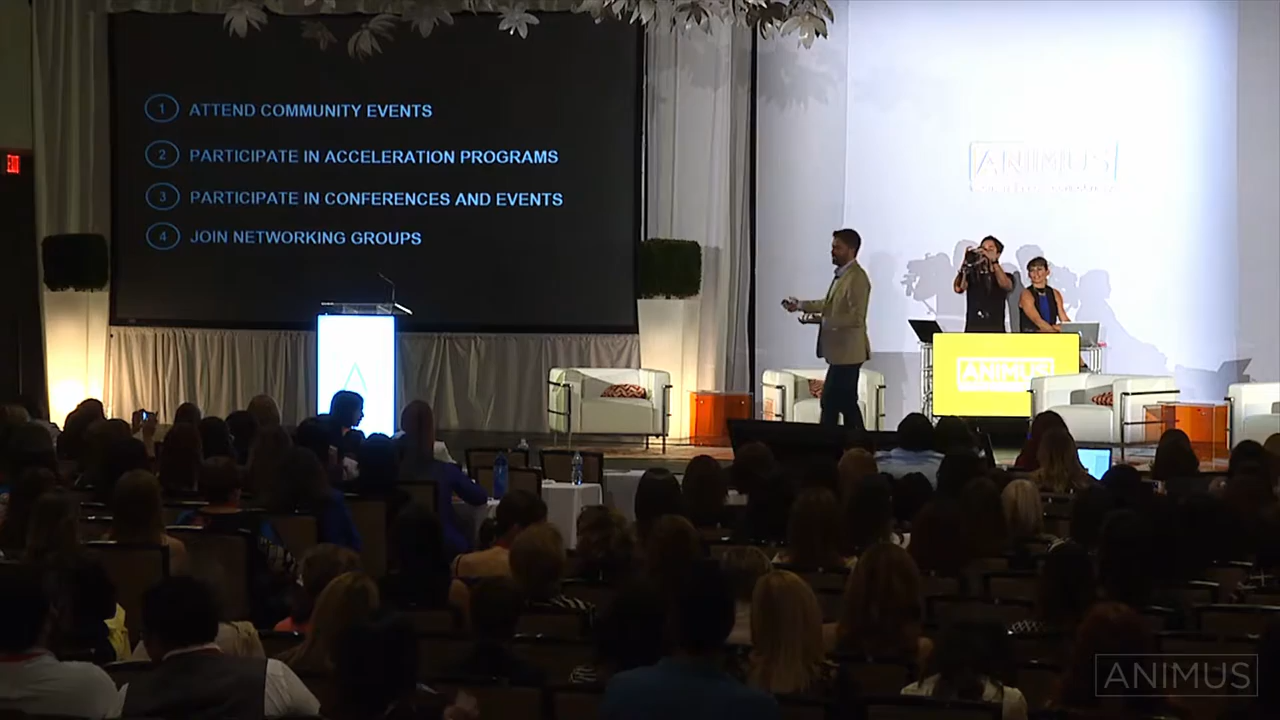 1 ATTEND COMMUNITY EVENTS
2 PARTICIPATE IN ACCELERATION PROGRAMS
3 PARTICIPATE IN CONFERENCES AND EVENTS
4 JOIN NETWORKING GROUPS
ANIMUS
ANIMUS
ANIMUS